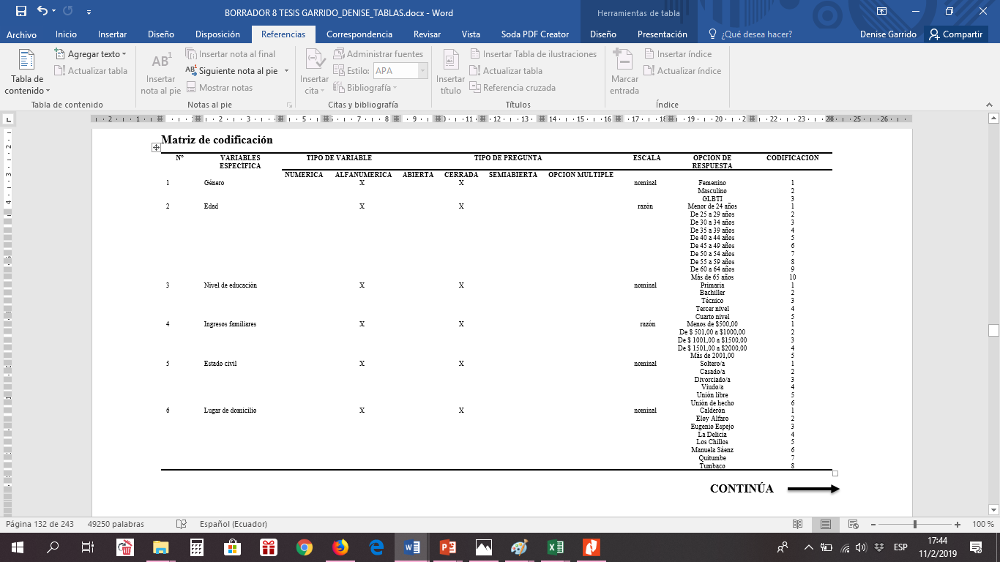 BORRADOR 8 TESIS GARRIDO_DENISE_TABLAS.docx - Word
Herramientas de tabla
Archivo Inicio Insertar Diseño Disposición Referencias Correspondencia Revisar Vista Soda PDF Creator Diseño Presentación ¿Qué desea hacer? Denise Garrido Compartir
Tabla de contenido
Agregar texto
Actualizar tabla
Tabla de contenido
AB1
Insertar nota al pie
Insertar nota al final
Siguiente nota al pie
Mostrar notas
Notas al pie
Insertar cita
Administrar fuentes
Estilo: APA
Bibliografía
Citas y bibliografía
Insertar título
Insertar Tabla de ilustraciones
Actualizar tabla
Referencia cruzada
Títulos
Marcar entrada
Insertar índice
Actualizar índice
Índice
Matriz de codificación
N° VARIABLES ESPECÍFICA TIPO DE VARIABLE TIPO DE PREGUNTA ESCALA OPCION DE RESPUESTA CODIFICACION
NUMERICA ALFANUMERICA ABIERTA CERRADA SEMIABIERTA OPCION MULTIPLE
1 Género X X nominal Femenino 1
Masculino 2
GLBTI 3
2 Edad X X razón Menor de 24 años 1
De 25 a 29 años 2
De 30 a 34 años 3
De 35 a 39 años 4
De 40 a 44 años 5
De 45 a 49 años 6
De 50 a 54 años 7
De 55 a 59 años 8
De 60 a 64 años 9
Más de 65 años 10
3 Nivel de educación X X nominal Primaria 1
Bachiller 2
Técnico 3
Tercer nivel 4
Cuarto nivel 5
4 Ingresos familiares X X razón Menos de $500,00 1
De $ 501,00 a $1000,00 2
De $ 1001,00 a $1500,00 3
De $ 1501,00 a $2000,00 4
Más de 2001,00 5
5 Estado civil X X nominal Soltero/a 1
Casado/a 2
Divorciado/a 3
Viudo/a 4
Unión libre 5
Unión de hecho 6
6 Lugar de domicilio X X nominal Calderón 1
Eloy Alfaro 2
Eugenio Espejo 3
La Delicia 4
Los Chillos 5
Manuela Sáenz 6
Quitumbe 7
Tumbaco 8
CONTINÚA
Página 132 de 243 49250 palabras Español (Ecuador) 100 %
ESP
17:44
11/2/2019